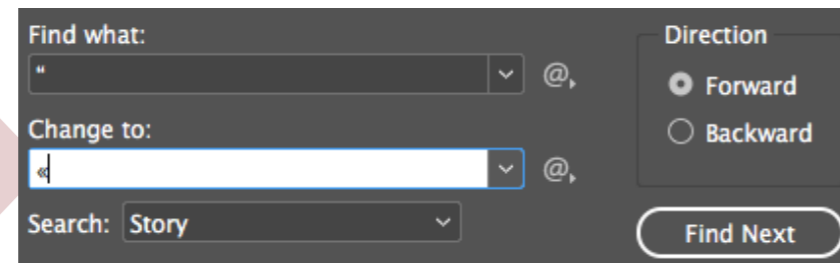 Find what:
“
@
Change to:
«
@
Search: Story
Direction
Forward
Backward
Find Next